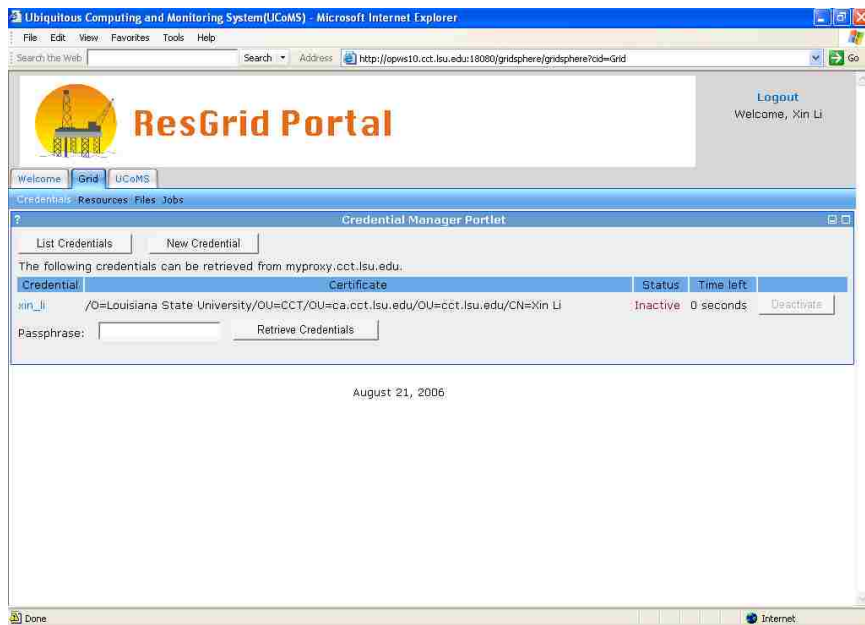 Ubiquitous Computing and Monitoring System(UCoMS) - Microsoft Internet Explorer
File Edit View Favorites Tools Help
Search the Web Search Address http://opws10.cct.lsu.edu:18080/gridsphere/gridsphere?cid=Grid Go
Logout
ResGrid Portal Welcome, Xin Li
Welcome Grid UCoMS
Credentials Resources Files Jobs
? Credential Manager Portlet
List Credentials New Credential
The following credentials can be retrieved from myproxy.cct.lsu.edu.
Credential Certificate Status Time left
xin_li /O=Louisiana State University/OU=CCT/OU=ca.cct.lsu.edu/OU=cct.lsu.edu/CN=Xin Li Inactive 0 seconds Deactivate
Passphrase: Retrieve Credentials
August 21, 2006
Done Internet